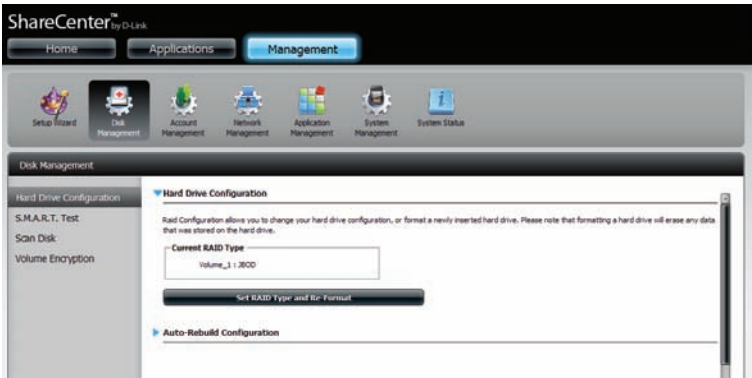 ShareCenter™ by D-Link
Home Applications Management
Setup Wizard
Disk Management
Account Management
Network Management
Application Management
System Management
System Status
Disk Management
Hard Drive Configuration
S.M.A.R.T. Test
Scan Disk
Volume Encryption
Hard Drive Configuration
Raid Configuration allows you to change your hard drive configuration, or format a newly inserted hard drive. Please note that formatting a hard drive will erase any data
that was stored on the hard drive.
Current RAID Type
Volume_1 : JBOD
Set RAID Type and Re-Format
Auto-Rebuild Configuration